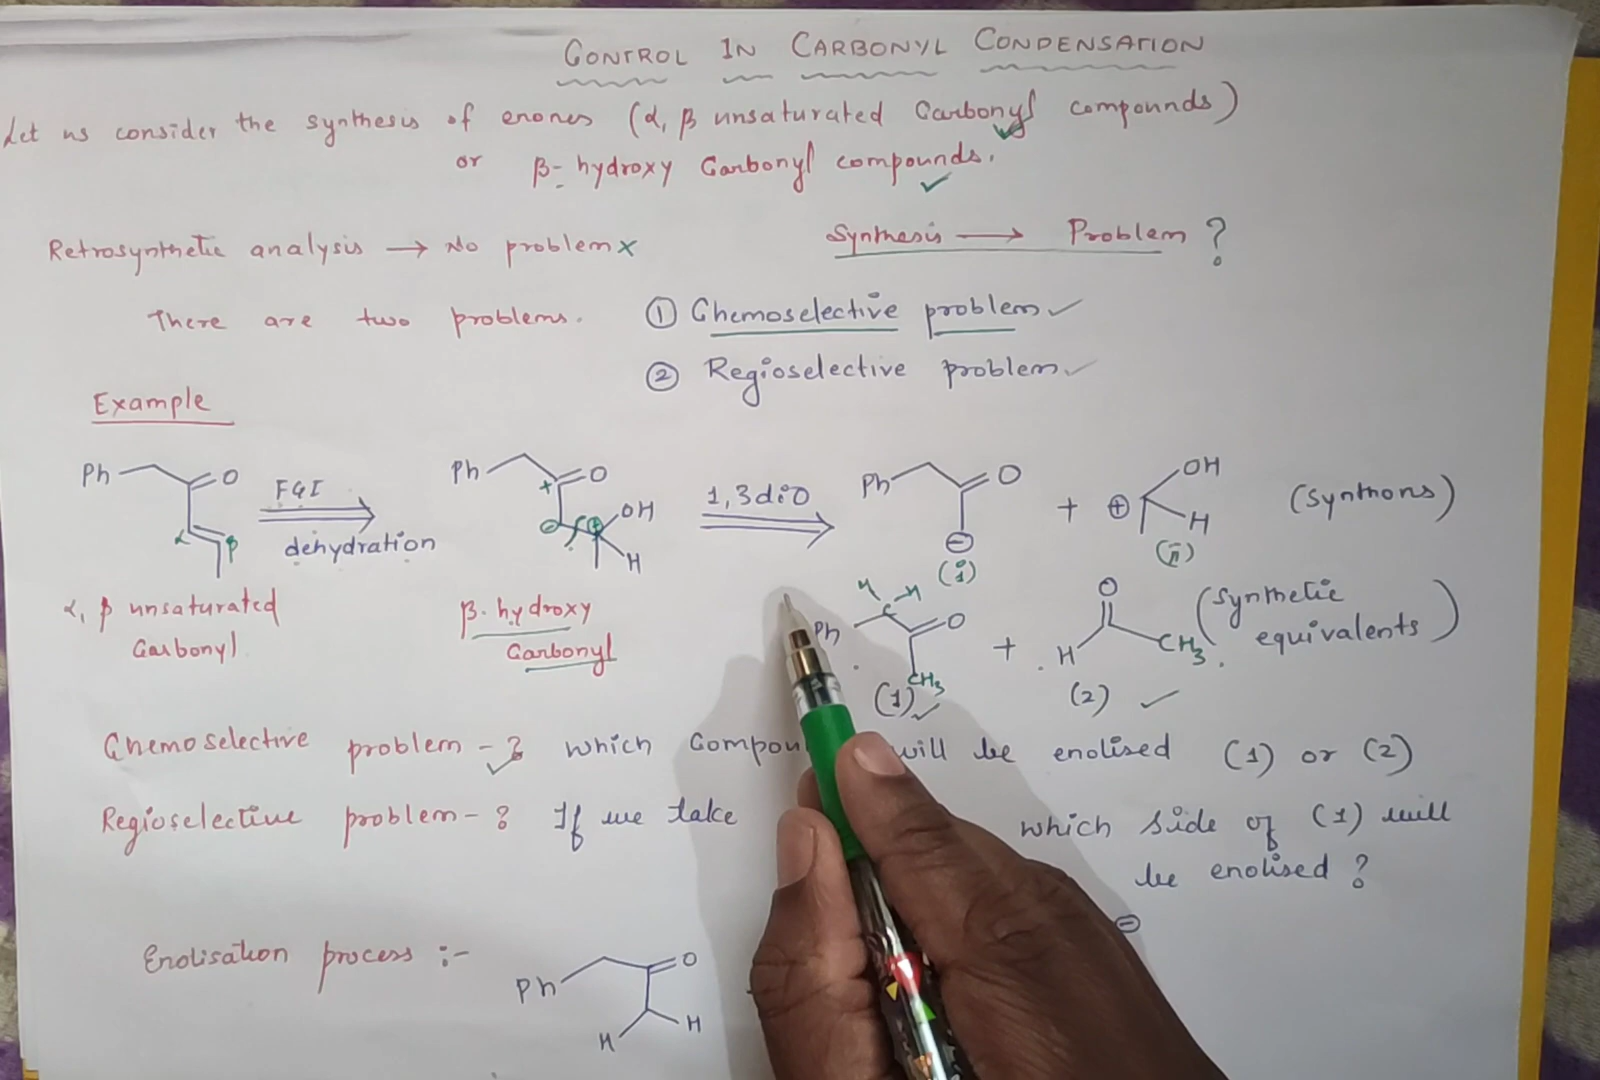 CONTROL IN CARBONYL CONDENSATION
Let us consider the synthesis of enones (α, β unsaturated Carbonyl compounds)
or β- hydroxy Carbonyl compounds.
Retrosynthetic analysis → No problem x
Synthesis → Problem ?
There are two problems.
① Chemoselective problem ✓
② Regioselective problem ✓
Example
Ph O α β
FGI
dehydration
Ph O + ⊖ ⊕ OH H
1,3 diO
Ph O ⊖ (i)
+ ⊕ OH H (ii)
(Synthons)
α, β unsaturated
Carbonyl
β- hydroxy
Carbonyl
Ph H H C O CH3 (1) ✓
+ O H CH3 (2) ✓
(Synthetic
equivalents)
Chemoselective problem - ? which will be enolised (1) or (2)
Regioselective problem - ? If we take which side of (1) will
be enolised ?
⊖
Enolisation process :-
Ph O H H